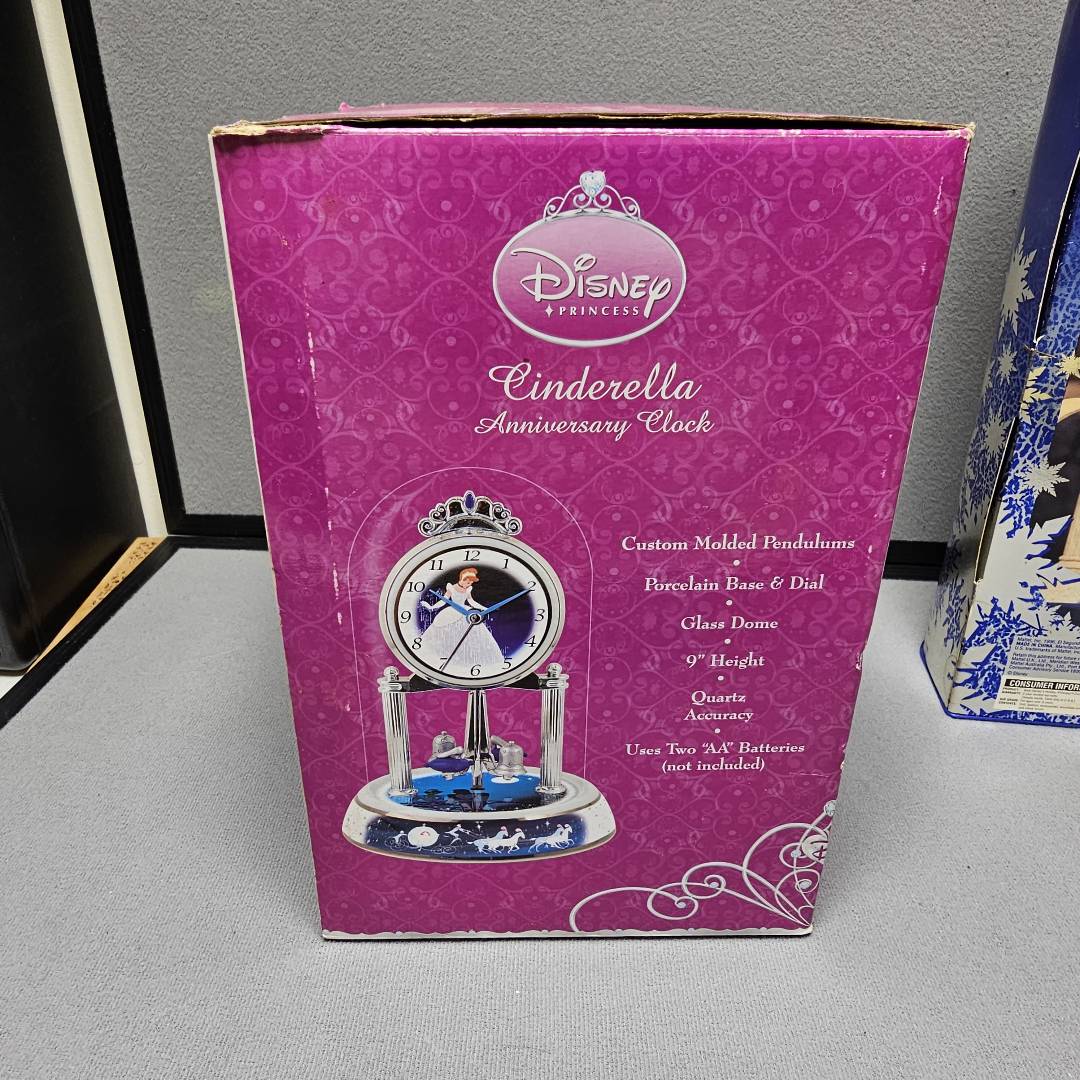 Disney
PRINCESS
Cinderella
Anniversary Clock
Custom Molded Pendulums
•
Porcelain Base & Dial
•
Glass Dome
•
9” Height
•
Quartz
Accuracy
•
Uses Two “AA” Batteries
(not included)
12
11 1
10 2
9 3
8 4
7 5
6
MADE IN CHINA.
CONSUMER INFOR